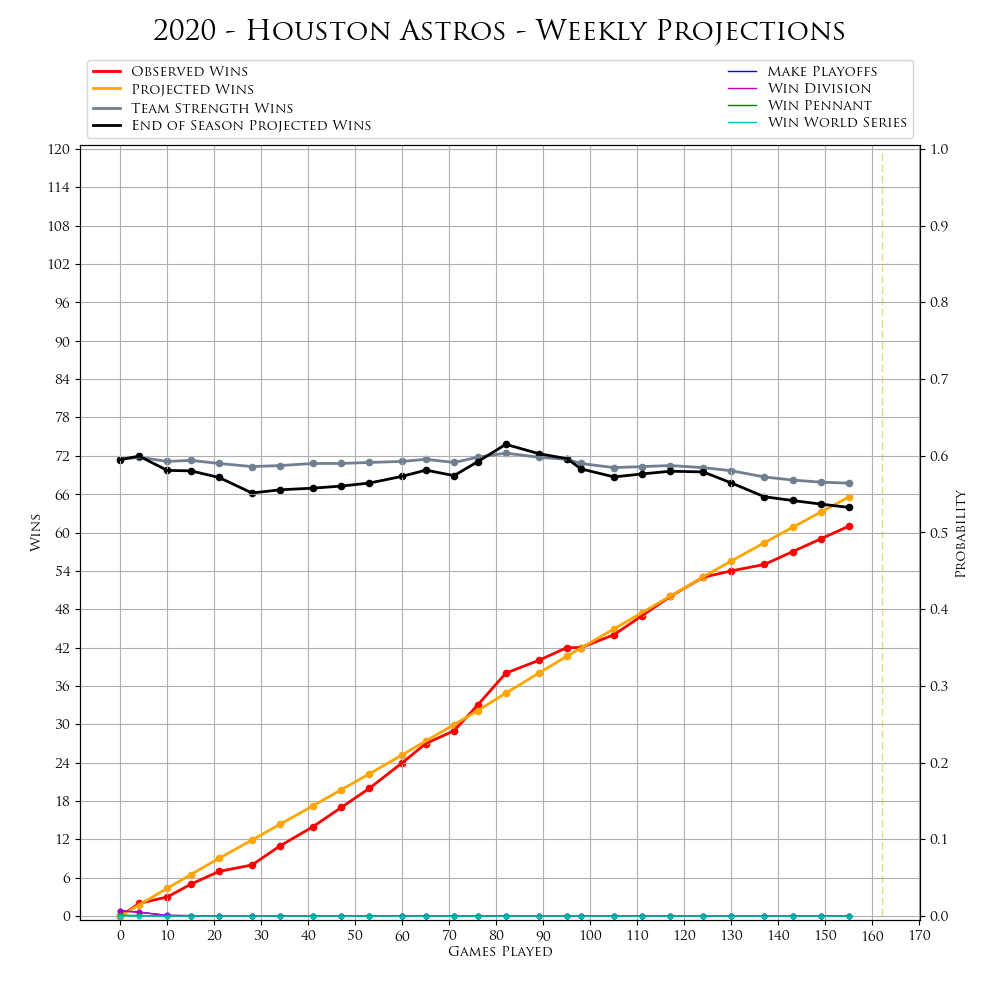 2020 - Houston Astros - Weekly Projections
Observed Wins
Projected Wins
Team Strength Wins
End of Season Projected Wins
Make Playoffs
Win Division
Win Pennant
Win World Series
120
114
108
102
96
90
84
78
72
66
60
54
48
42
36
30
24
18
12
6
0
Wins
1.0
0.9
0.8
0.7
0.6
0.5
0.4
0.3
0.2
0.1
0.0
Probability
0 10 20 30 40 50 60 70 80 90 100 110 120 130 140 150 160 170
Games Played